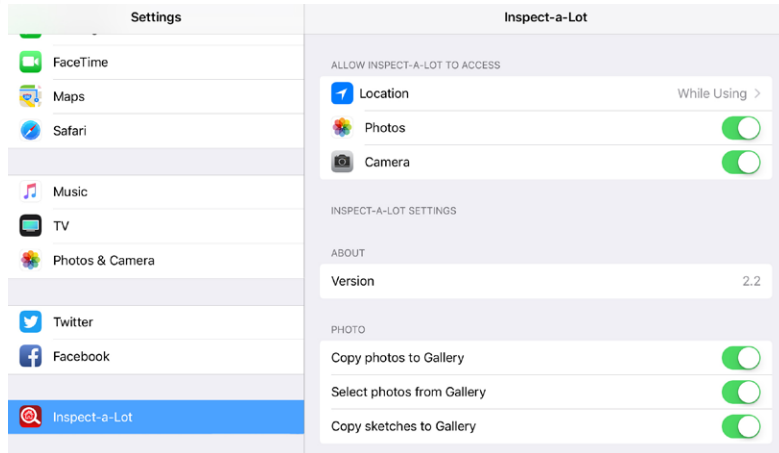 Settings
FaceTime
Maps
Safari
Music
TV
Photos & Camera
Twitter
Facebook
Inspect-a-Lot
Inspect-a-Lot
ALLOW INSPECT-A-LOT TO ACCESS
Location While Using
Photos
Camera
INSPECT-A-LOT SETTINGS
ABOUT
Version 2.2
PHOTO
Copy photos to Gallery
Select photos from Gallery
Copy sketches to Gallery